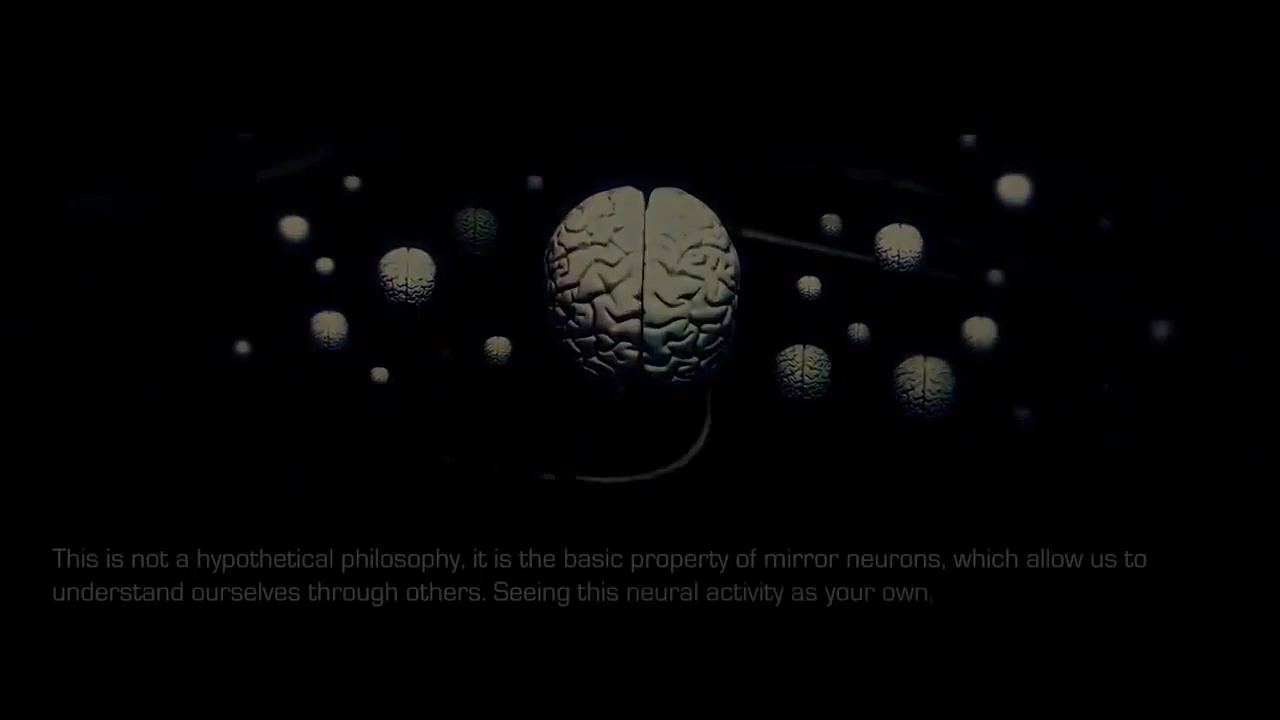 This is not a hypothetical philosophy, it is the basic property of mirror neurons, which allow us to
understand ourselves through others. Seeing this neural activity as your own,